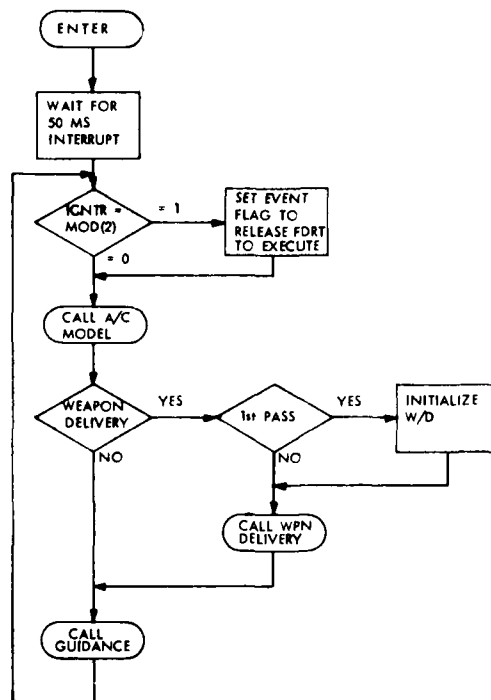 ENTER
WAIT FOR
50 MS
INTERRUPT
IGNTR =
MOD(2)
= 1
SET EVENT
FLAG TO
RELEASE FDRT
TO EXECUTE
= 0
CALL A/C
MODEL
WEAPON
DELIVERY
YES
1st PASS
YES
INITIALIZE
W/D
NO
NO
CALL WPN
DELIVERY
CALL
GUIDANCE